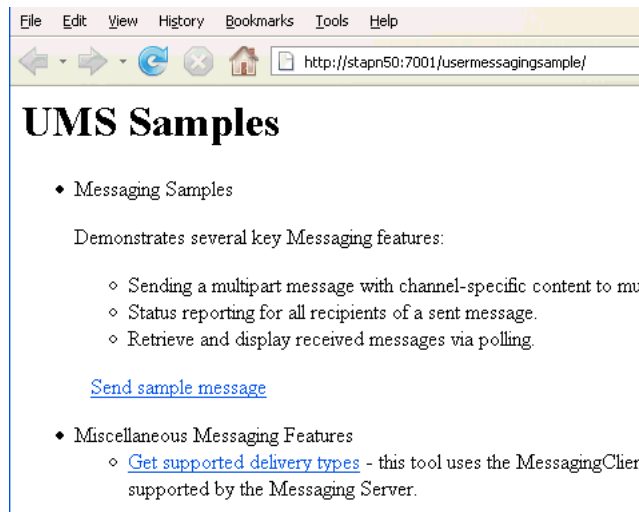 File Edit View History Bookmarks Tools Help
http://stapn50:7001/usermessagingsample/
UMS Samples
Messaging Samples
Demonstrates several key Messaging features:
Sending a multipart message with channel-specific content to mu
Status reporting for all recipients of a sent message.
Retrieve and display received messages via polling.
Send sample message
Miscellaneous Messaging Features
Get supported delivery types - this tool uses the MessagingClien
supported by the Messaging Server.